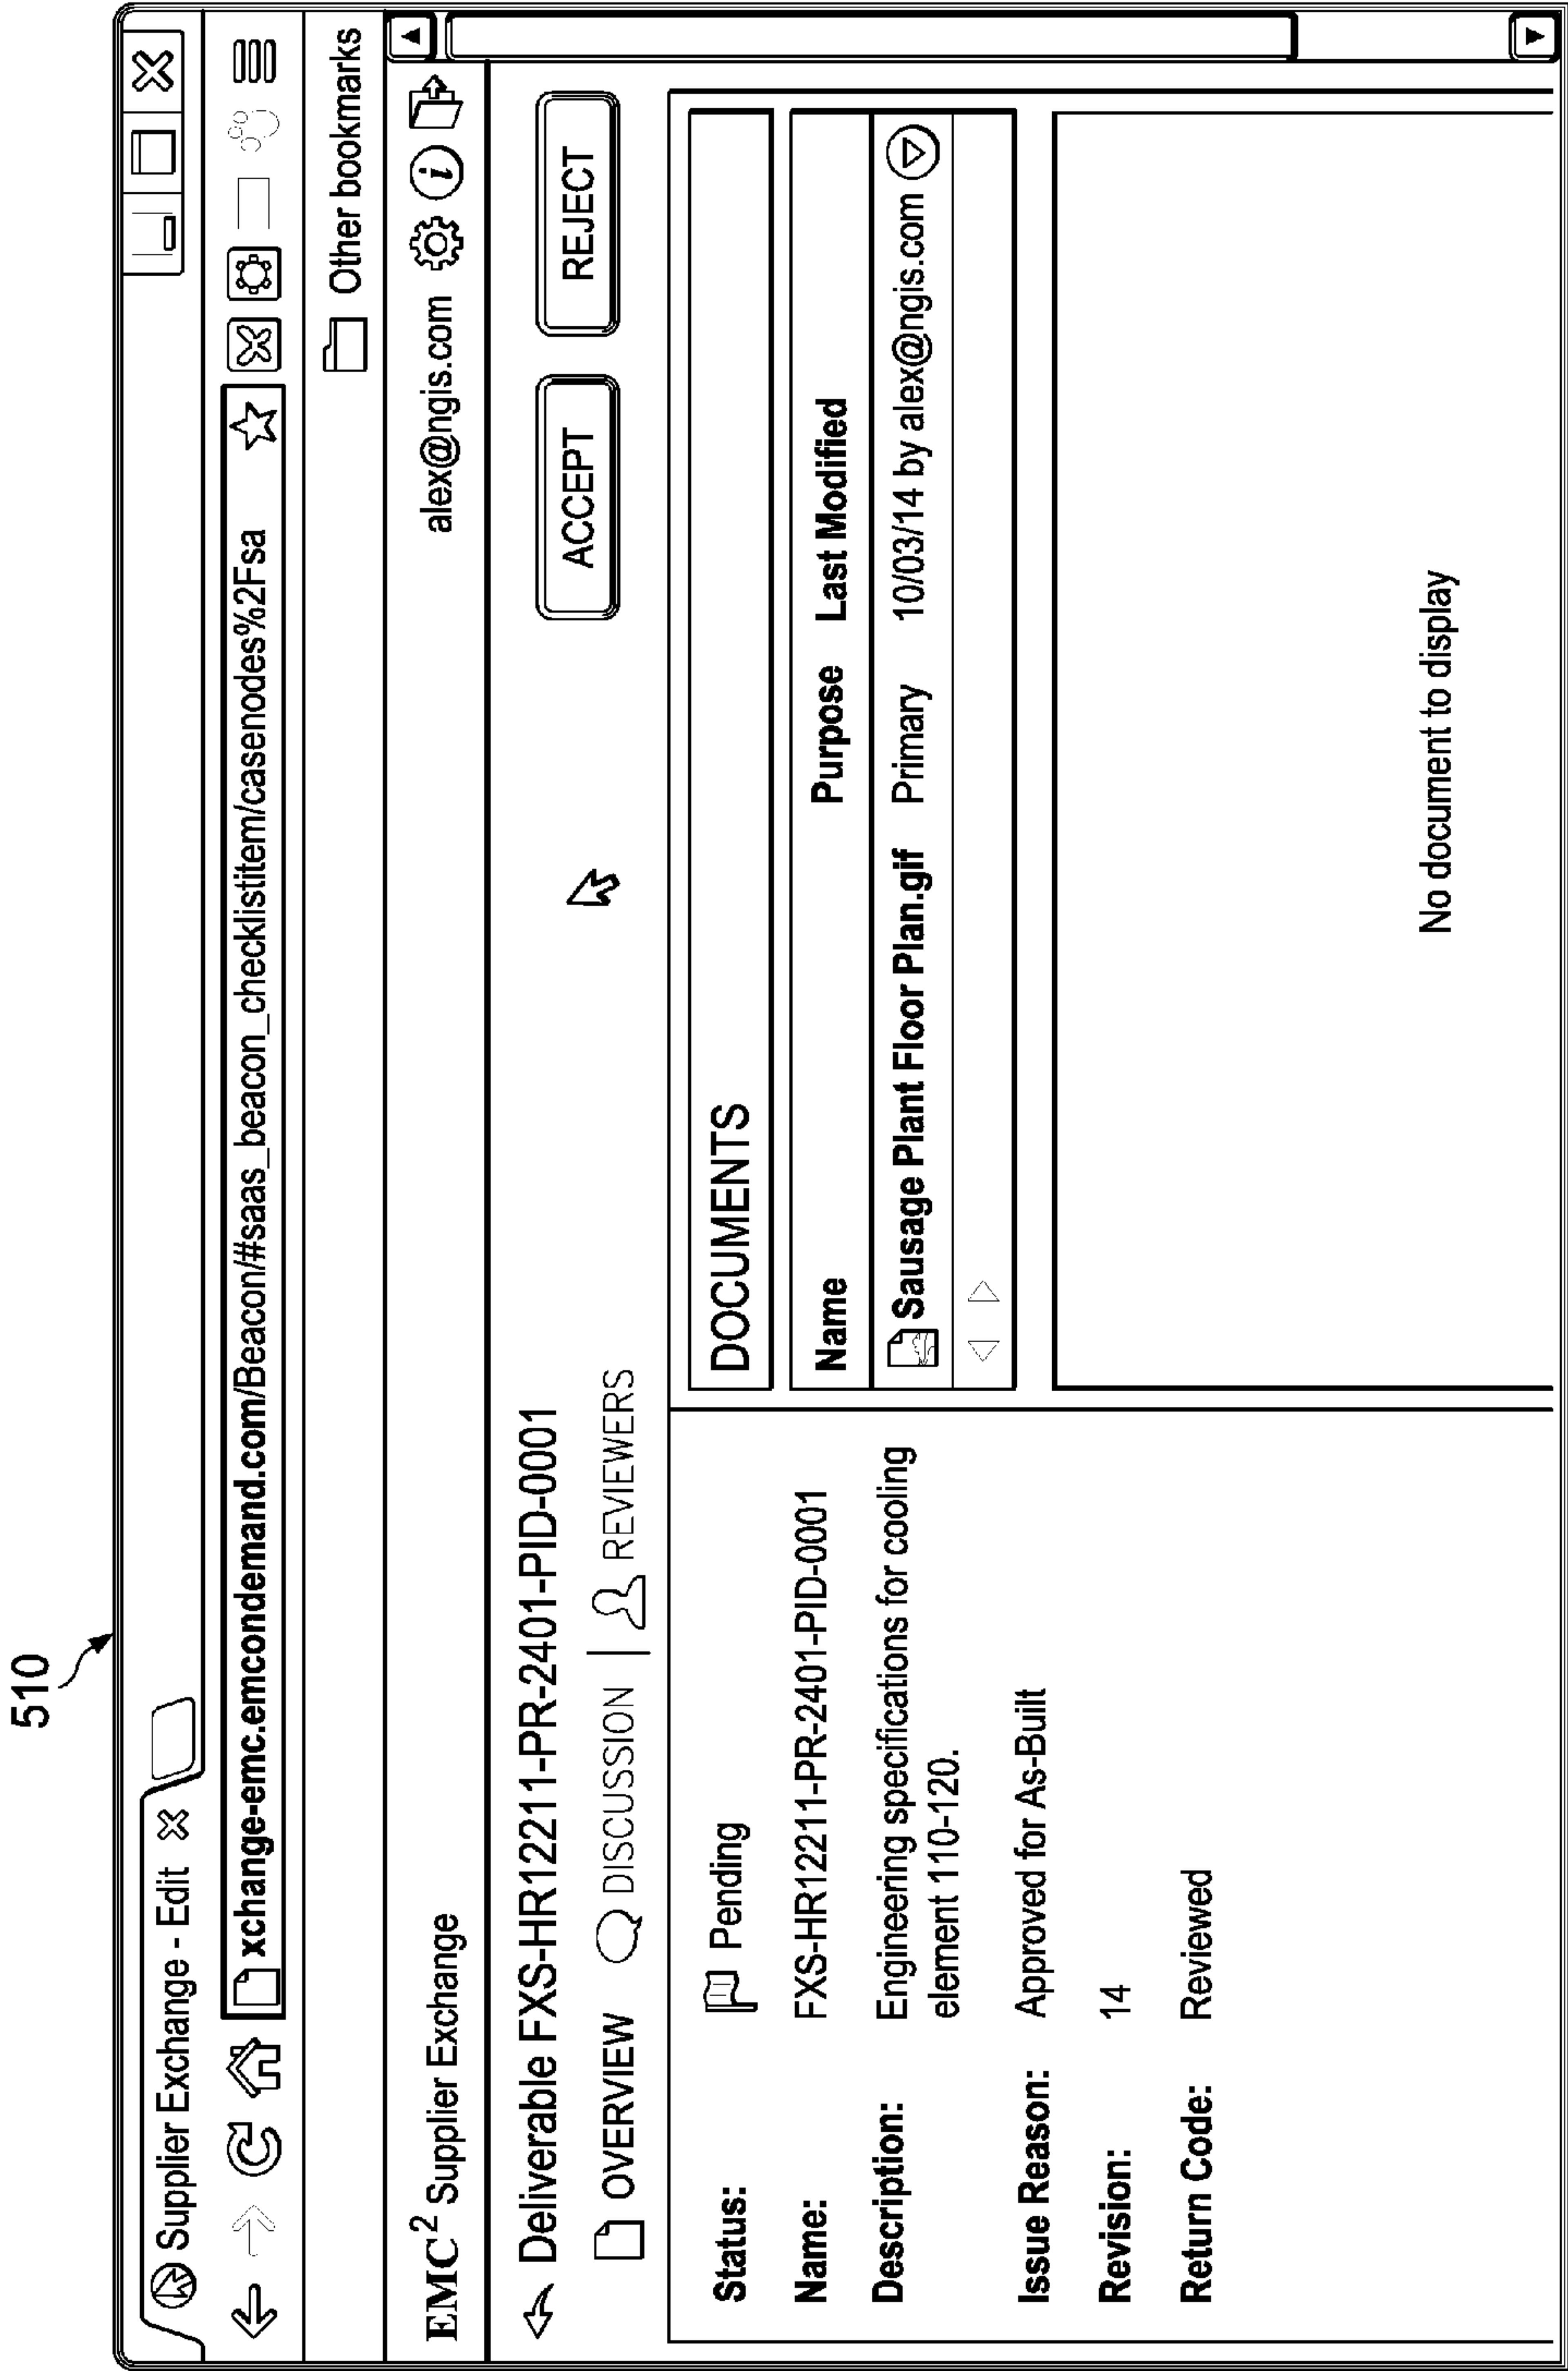 510
Supplier Exchange - Edit
xchange-emc.emcondemand.com/Beacon/#saas_beacon_checklistitem/casenodes%2Fsa
Other bookmarks
EMC² Supplier Exchange
alex@ngis.com
Deliverable FXS-HR12211-PR-2401-PID-0001
OVERVIEW DISCUSSION | REVIEWERS
ACCEPT REJECT
Status: Pending
Name: FXS-HR12211-PR-2401-PID-0001
Description: Engineering specifications for cooling
element 110-120.
Issue Reason: Approved for As-Built
Revision: 14
Return Code: Reviewed
DOCUMENTS
Name Purpose Last Modified
Sausage Plant Floor Plan.gif Primary 10/03/14 by alex@ngis.com
No document to display